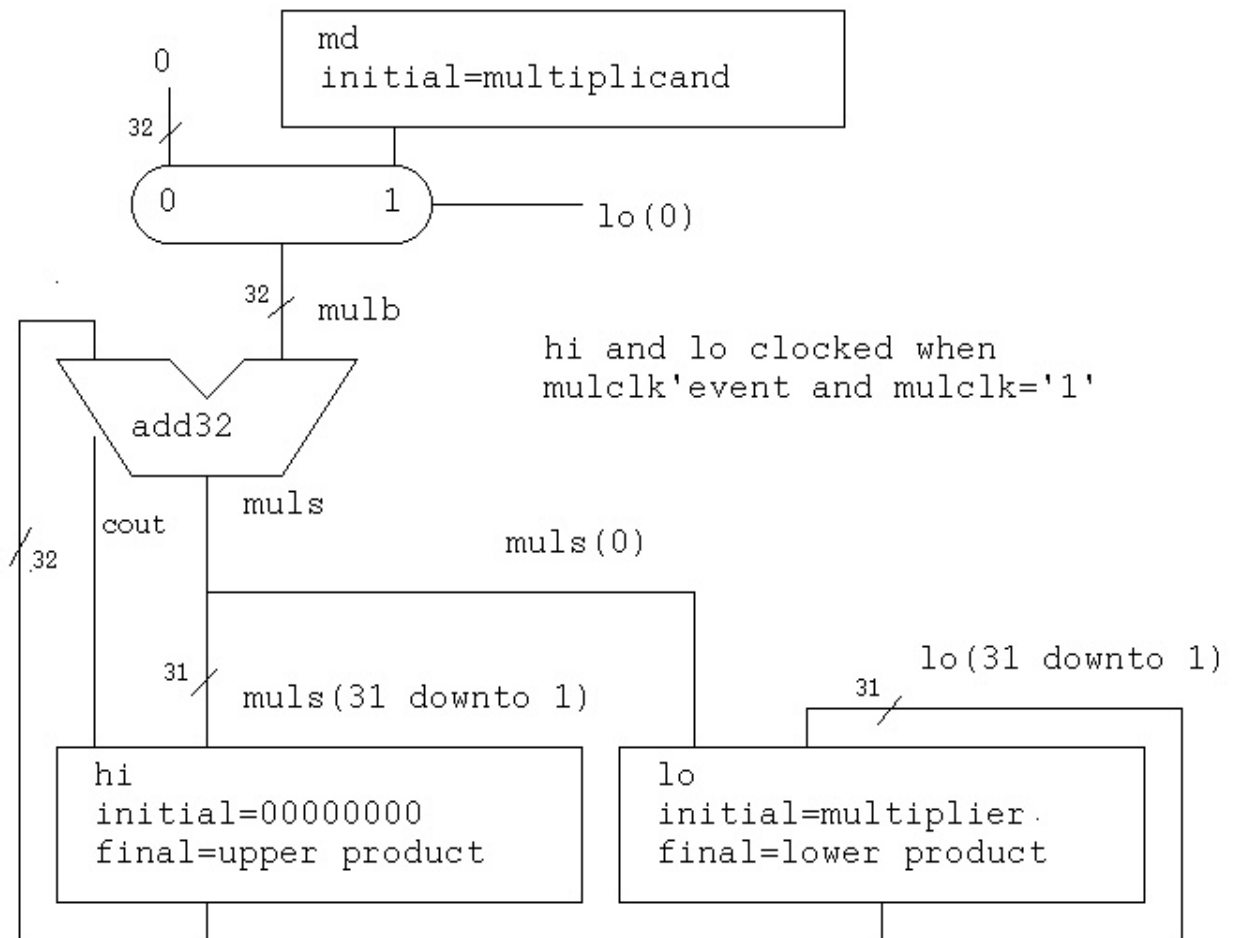 md
initial=multiplicand
0
32
0 1
lo(0)
32
mulb
hi and lo clocked when
mulclk'event and mulclk='1'
add32
muls
cout
32
muls(0)
31
muls(31 downto 1)
lo(31 downto 1)
31
hi
initial=00000000
final=upper product
lo
initial=multiplier
final=lower product